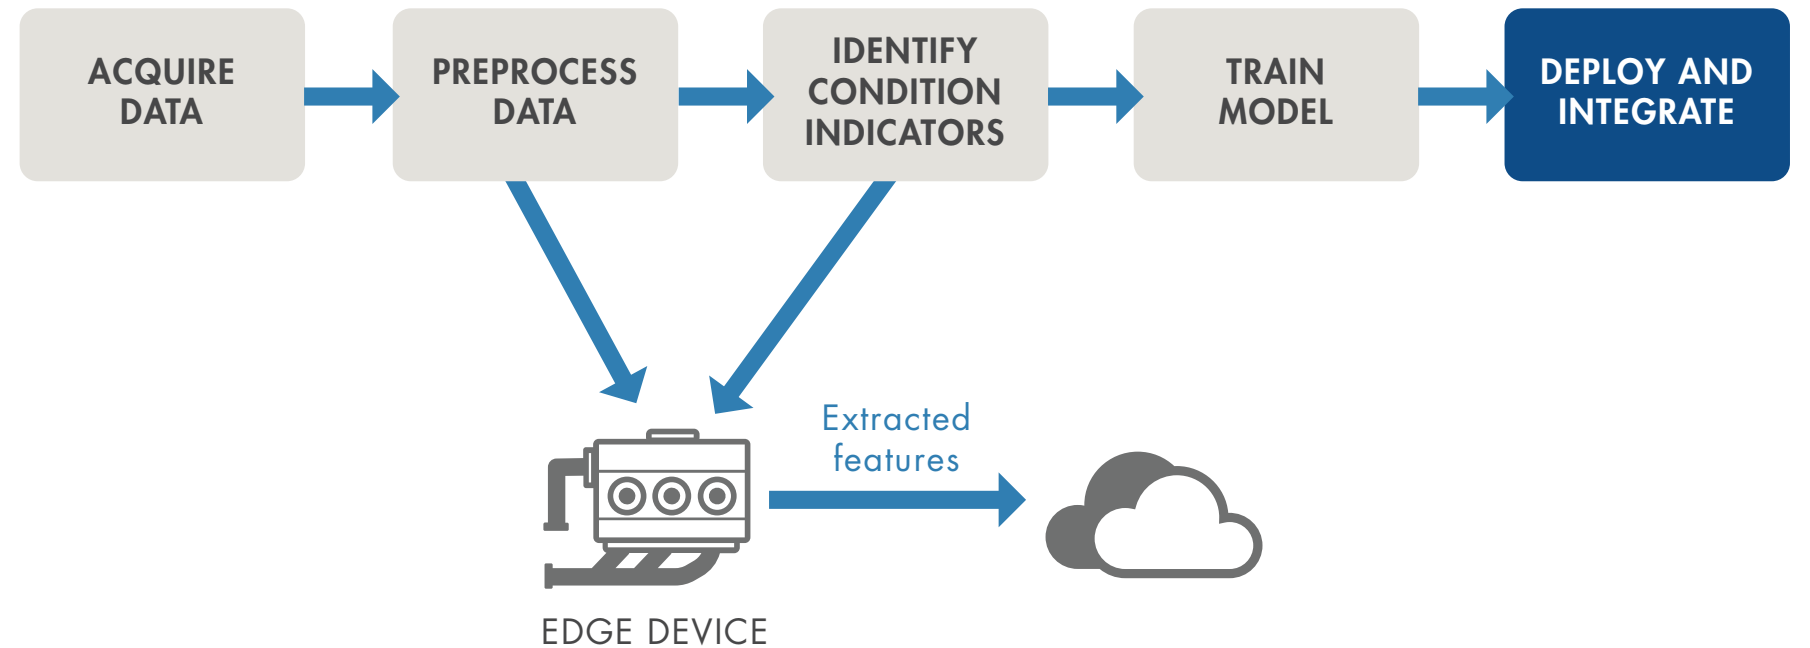 ACQUIRE
DATA
PREPROCESS
DATA
IDENTIFY
CONDITION
INDICATORS
TRAIN
MODEL
DEPLOY AND
INTEGRATE
Extracted
features
EDGE DEVICE